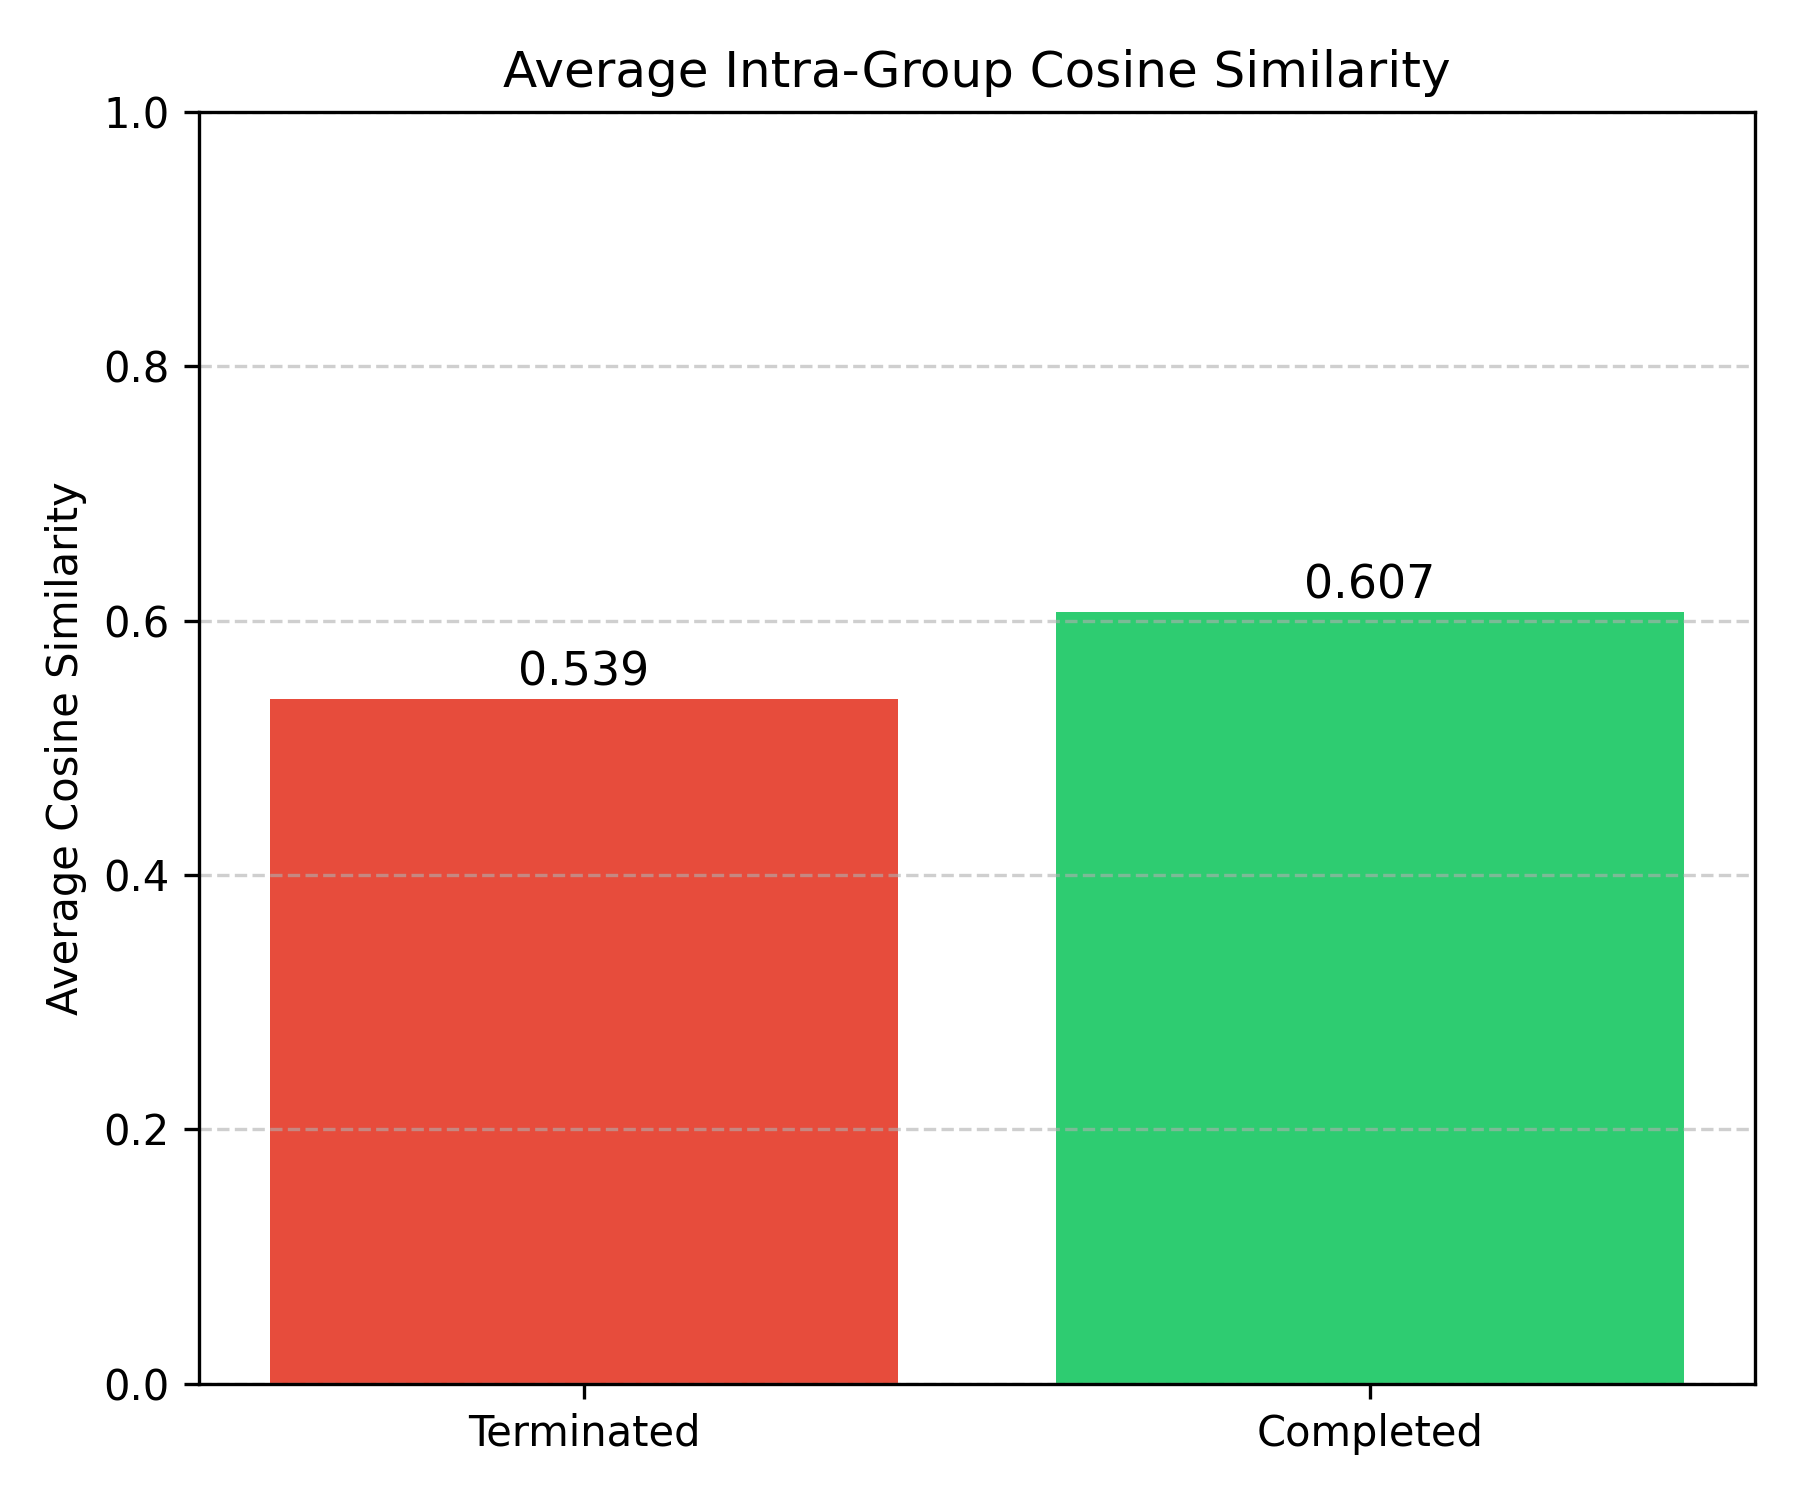 Average Intra-Group Cosine Similarity
Average Cosine Similarity
1.0
0.8
0.6
0.4
0.2
0.0
0.539
0.607
Terminated
Completed